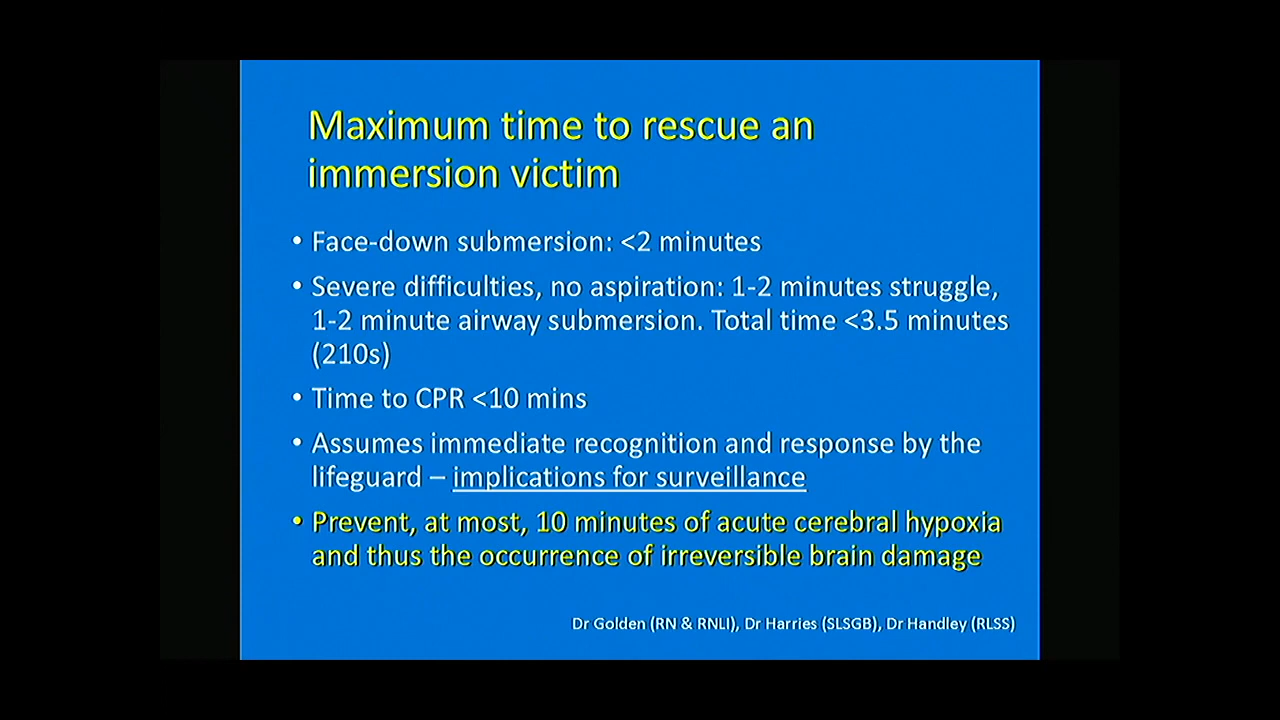 Maximum time to rescue an
immersion victim
• Face-down submersion: <2 minutes
• Severe difficulties, no aspiration: 1-2 minutes struggle,
1-2 minute airway submersion. Total time <3.5 minutes
(210s)
• Time to CPR <10 mins
• Assumes immediate recognition and response by the
lifeguard – implications for surveillance
• Prevent, at most, 10 minutes of acute cerebral hypoxia
and thus the occurrence of irreversible brain damage
Dr Golden (RN & RNLI), Dr Harries (SLSGB), Dr Handley (RLSS)